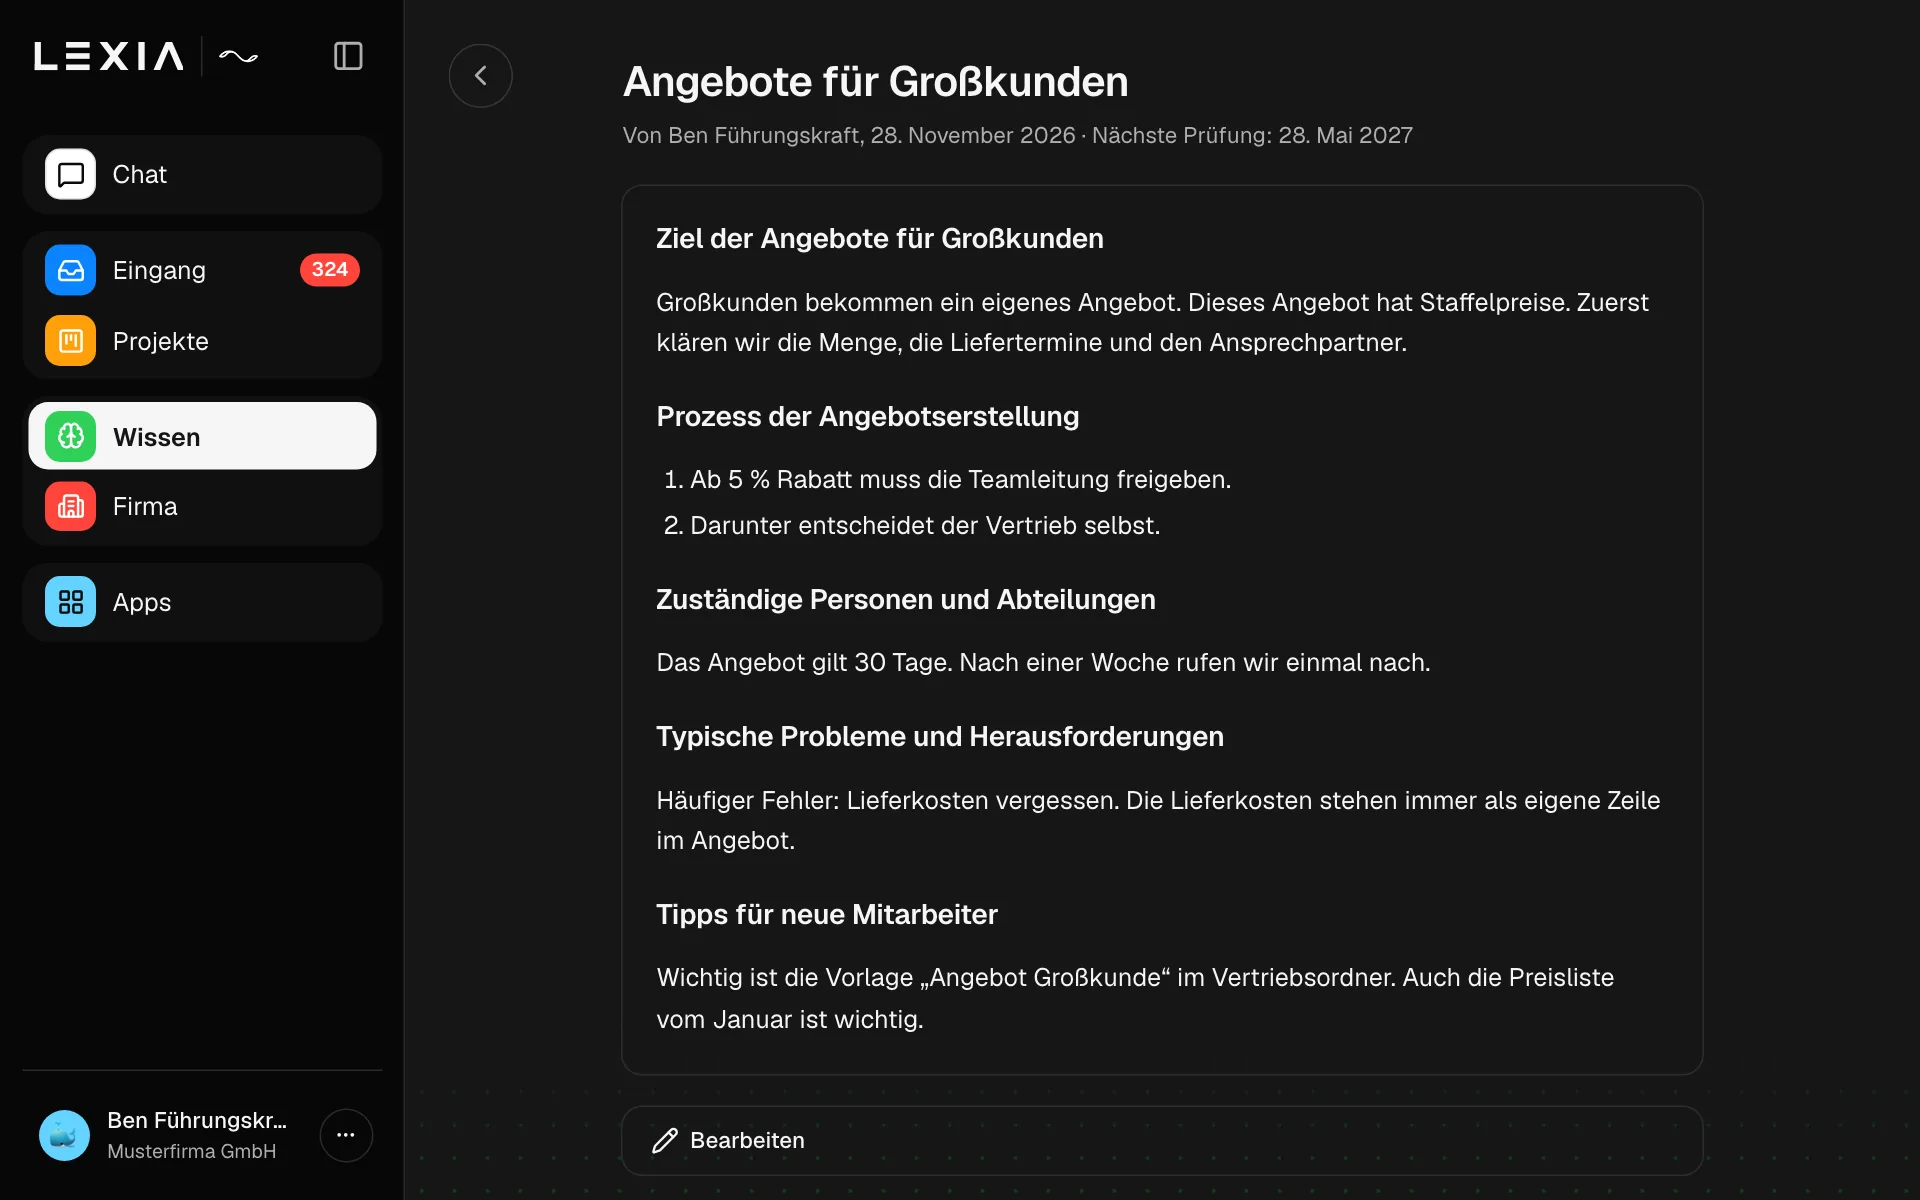 LEXIA
Chat
Eingang
324
Projekte
Wissen
Firma
Apps
Ben Führungskr...
Musterfirma GmbH
Angebote für Großkunden
Von Ben Führungskraft, 28. November 2026 · Nächste Prüfung: 28. Mai 2027
Ziel der Angebote für Großkunden
Großkunden bekommen ein eigenes Angebot. Dieses Angebot hat Staffelpreise. Zuerst
klären wir die Menge, die Liefertermine und den Ansprechpartner.
Prozess der Angebotserstellung
1. Ab 5 % Rabatt muss die Teamleitung freigeben.
2. Darunter entscheidet der Vertrieb selbst.
Zuständige Personen und Abteilungen
Das Angebot gilt 30 Tage. Nach einer Woche rufen wir einmal nach.
Typische Probleme und Herausforderungen
Häufiger Fehler: Lieferkosten vergessen. Die Lieferkosten stehen immer als eigene Zeile
im Angebot.
Tipps für neue Mitarbeiter
Wichtig ist die Vorlage „Angebot Großkunde“ im Vertriebsordner. Auch die Preisliste
vom Januar ist wichtig.
Bearbeiten